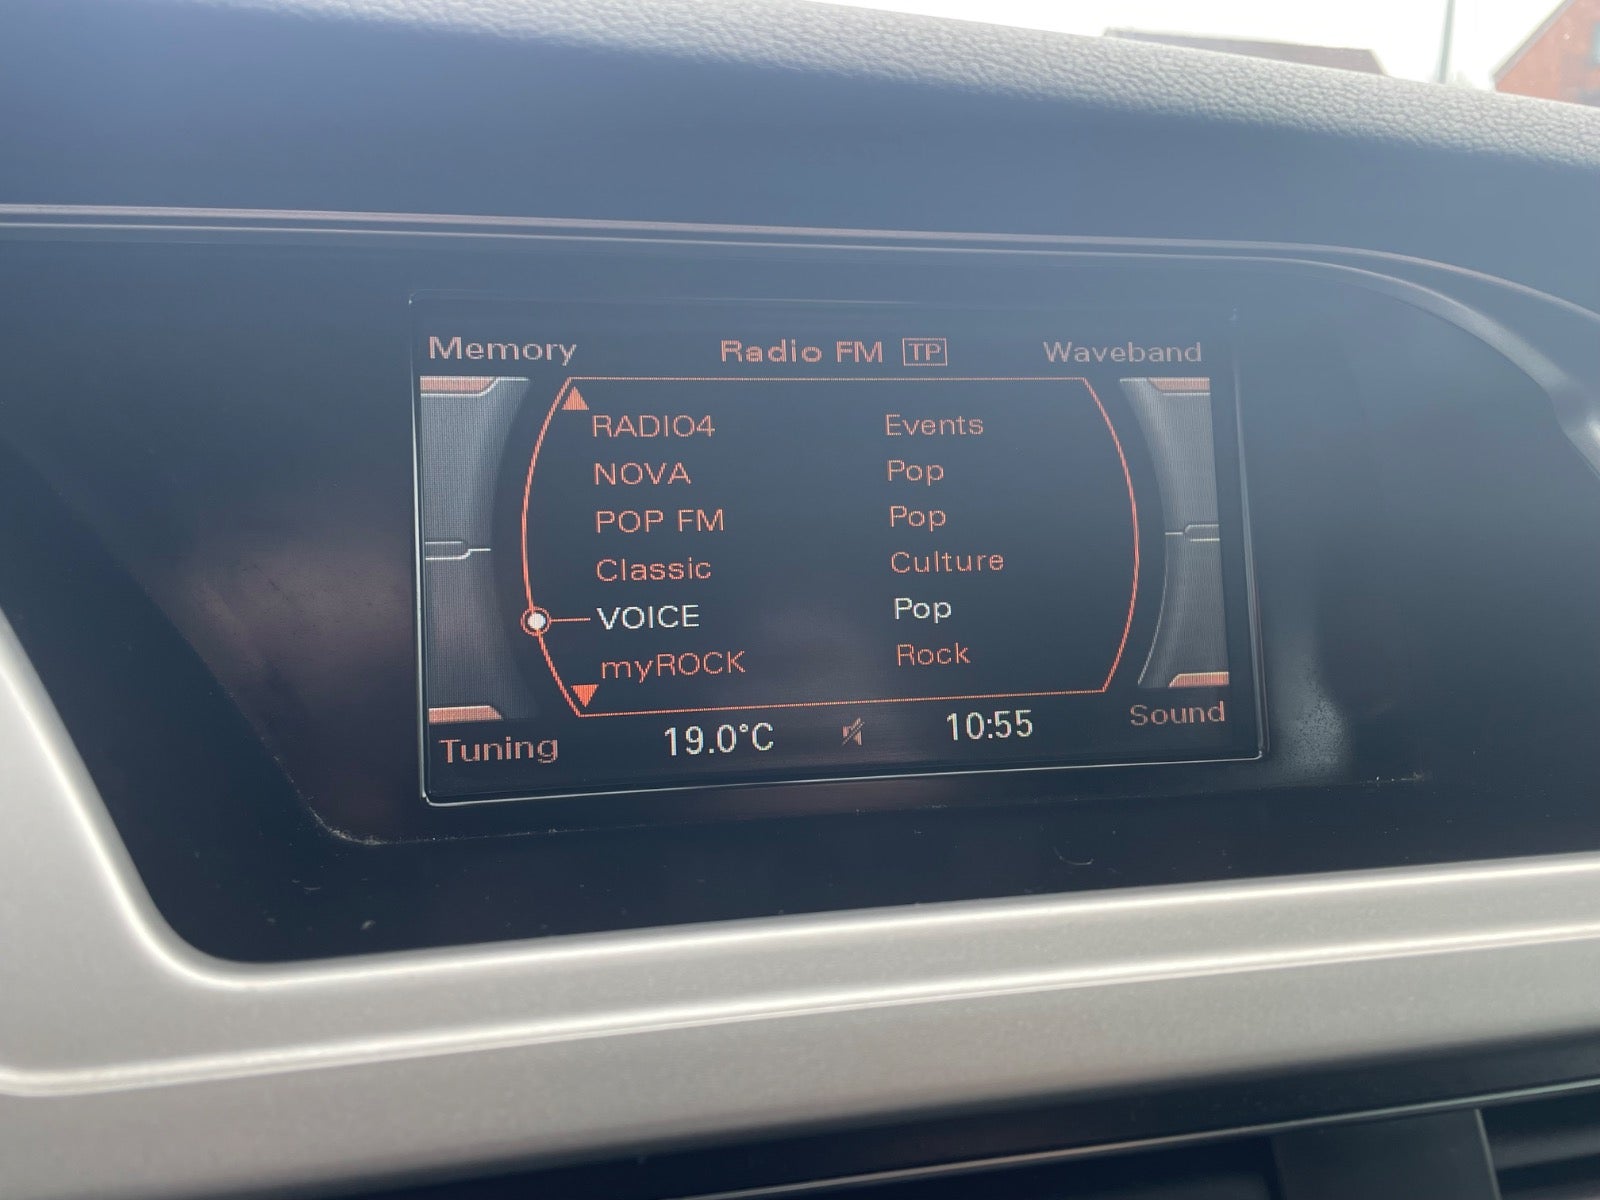 Memory Radio FM TP Waveband
RADIO4 Events
NOVA Pop
POP FM Pop
Classic Culture
VOICE Pop
myROCK Rock
Tuning 19.0°C 10:55 Sound